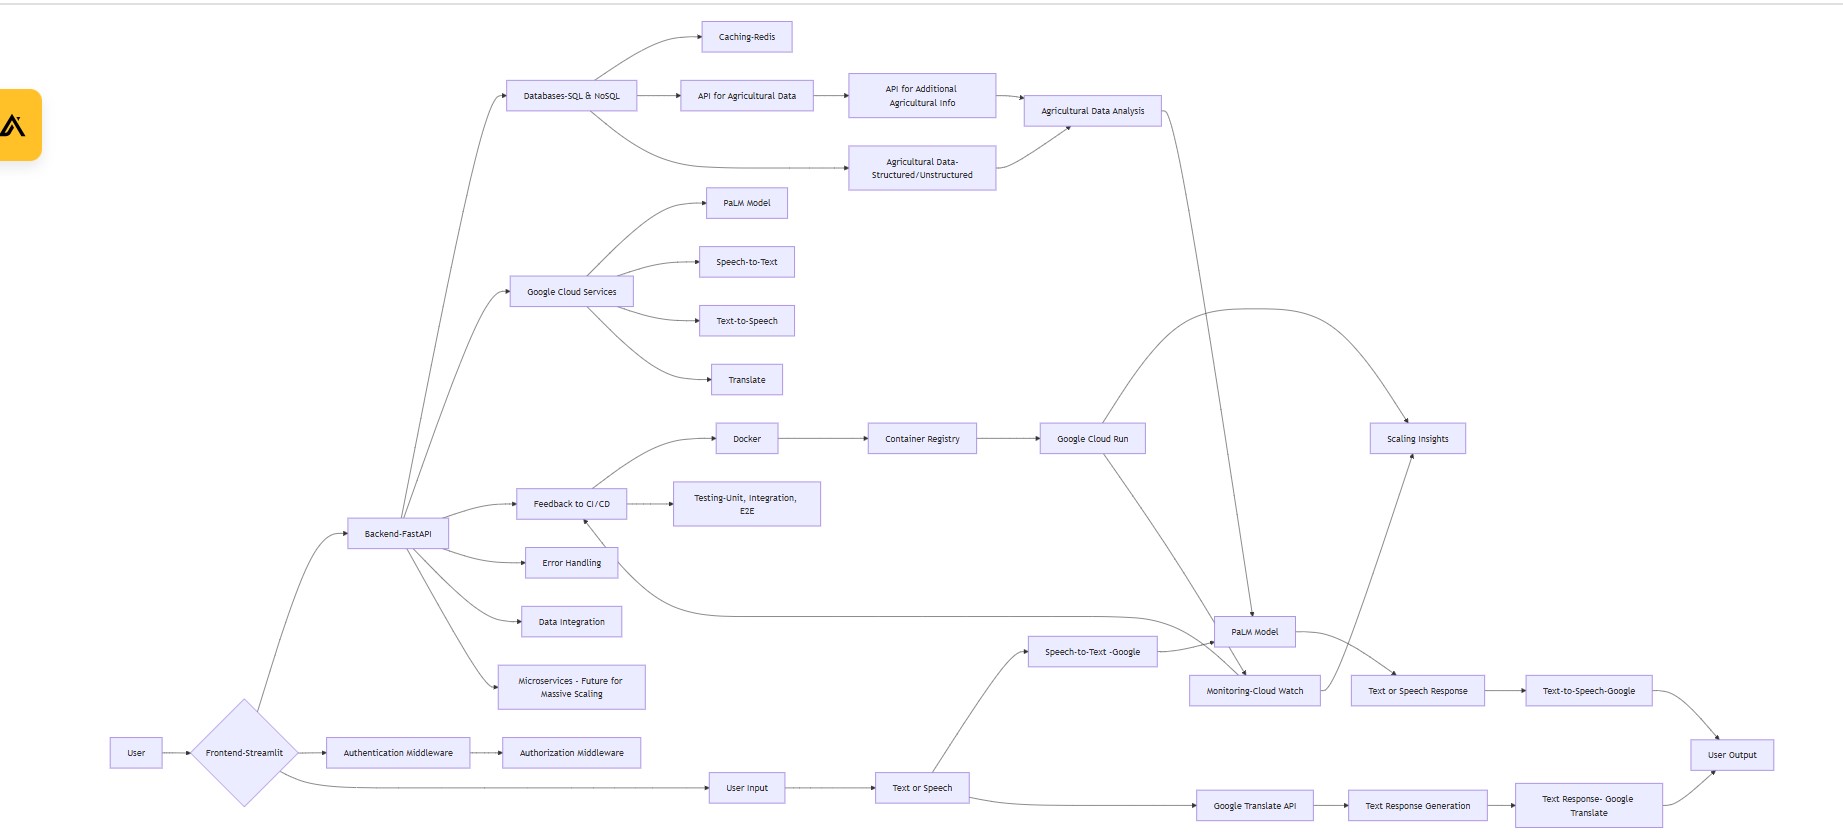 Caching-Redis
Databases-SQL & NoSQL
API for Agricultural Data
API for Additional
Agricultural Info
Agricultural Data Analysis
Agricultural Data-
Structured/Unstructured
PaLM Model
Speech-to-Text
Google Cloud Services
Text-to-Speech
Translate
Docker
Container Registry
Google Cloud Run
Scaling Insights
Feedback to CI/CD
Testing-Unit, Integration,
E2E
Backend-FastAPI
Error Handling
Data Integration
PaLM Model
Speech-to-Text -Google
Microservices - Future for
Massive Scaling
Monitoring-Cloud Watch
Text or Speech Response
Text-to-Speech-Google
User
Frontend-Streamlit
Authentication Middleware
Authorization Middleware
User Output
User Input
Text or Speech
Google Translate API
Text Response Generation
Text Response- Google
Translate